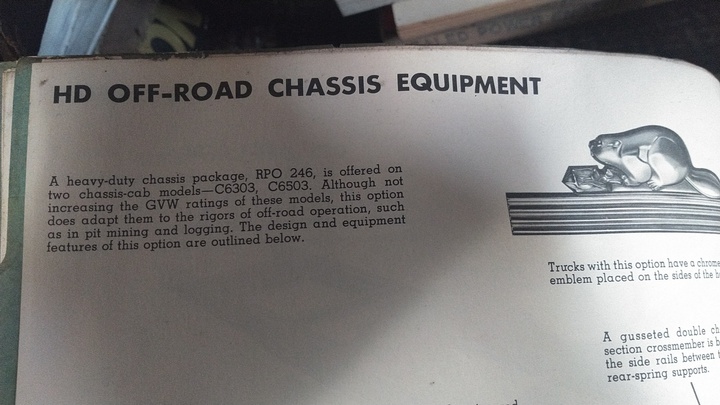 HD OFF-ROAD CHASSIS EQUIPMENT
A heavy-duty chassis package, RPO 246, is offered on
two chassis-cab models—C6303, C6503. Although not
increasing the GVW ratings of these models, this option
does adapt them to the rigors of off-road operation, such
as in pit mining and logging. The design and equipment
features of this option are outlined below.
Trucks with this option have a chrome
emblem placed on the sides of the
A gusseted double
section crossmember is
the side rails between
rear-spring supports.